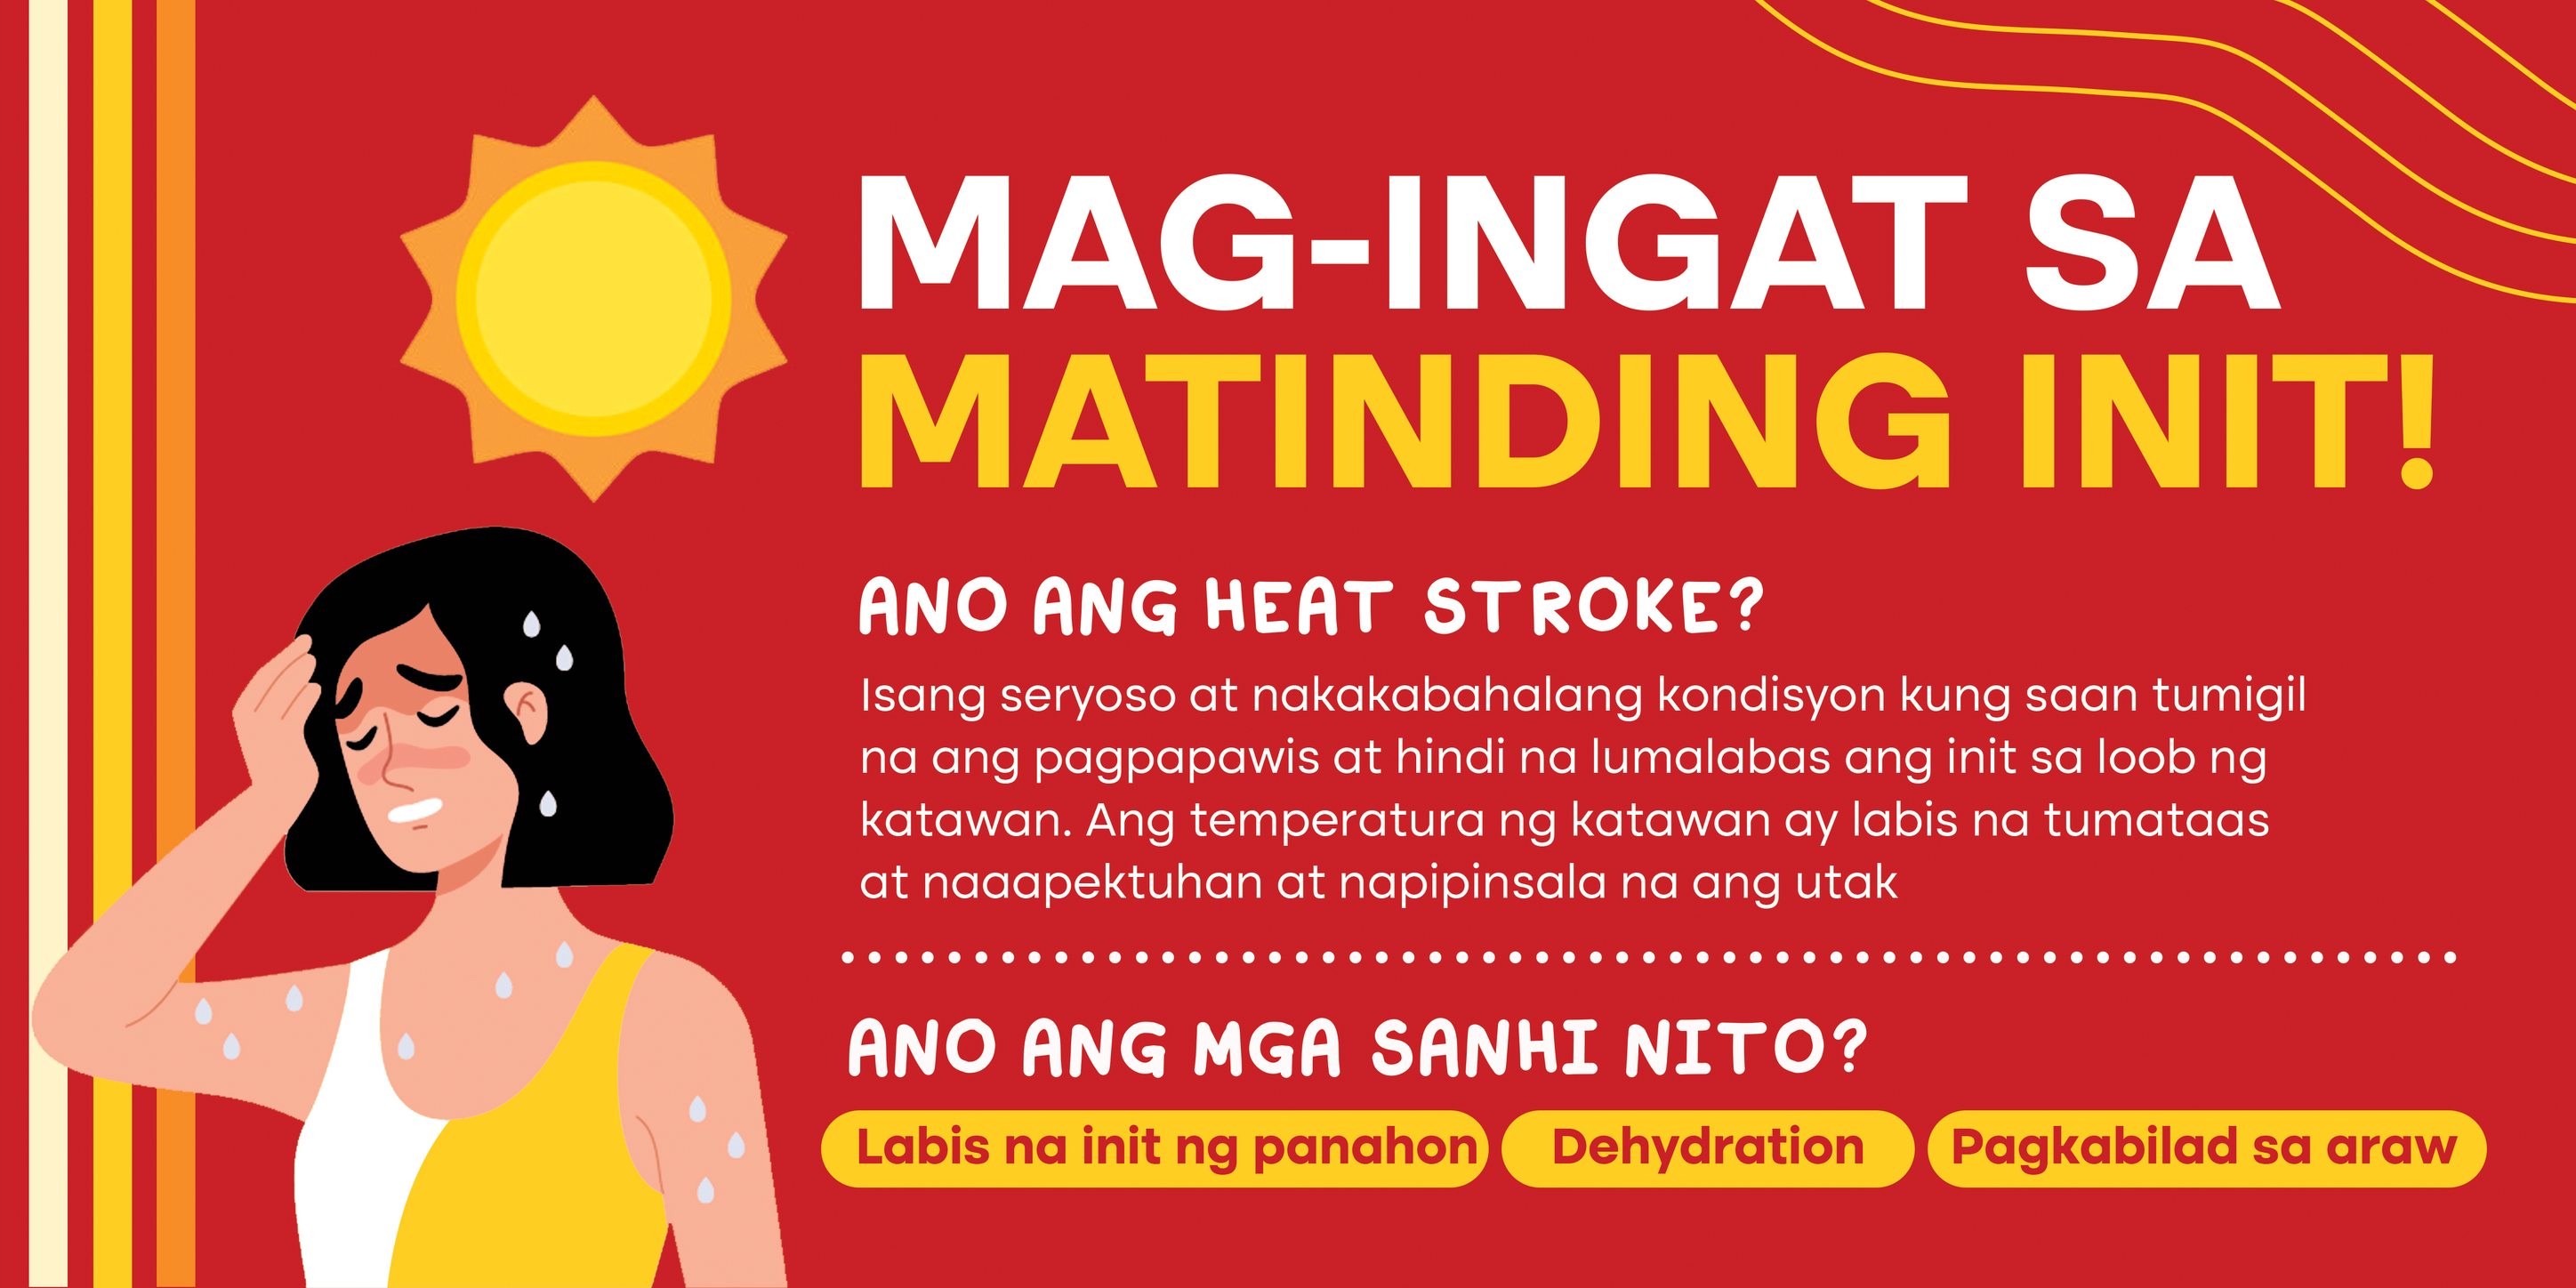 MAG-INGAT SA
MATINDING INIT!
ANO ANG HEAT STROKE?
Isang seryoso at nakakabahalang kondisyon kung saan tumigil
na ang pagpapawis at hindi na lumalabas ang init sa loob ng
katawan. Ang temperatura ng katawan ay labis na tumataas
at naaapektuhan at napipinsala na ang utak
ANO ANG MGA SANHI NITO?
Labis na init ng panahon
Dehydration
Pagkabilad sa araw